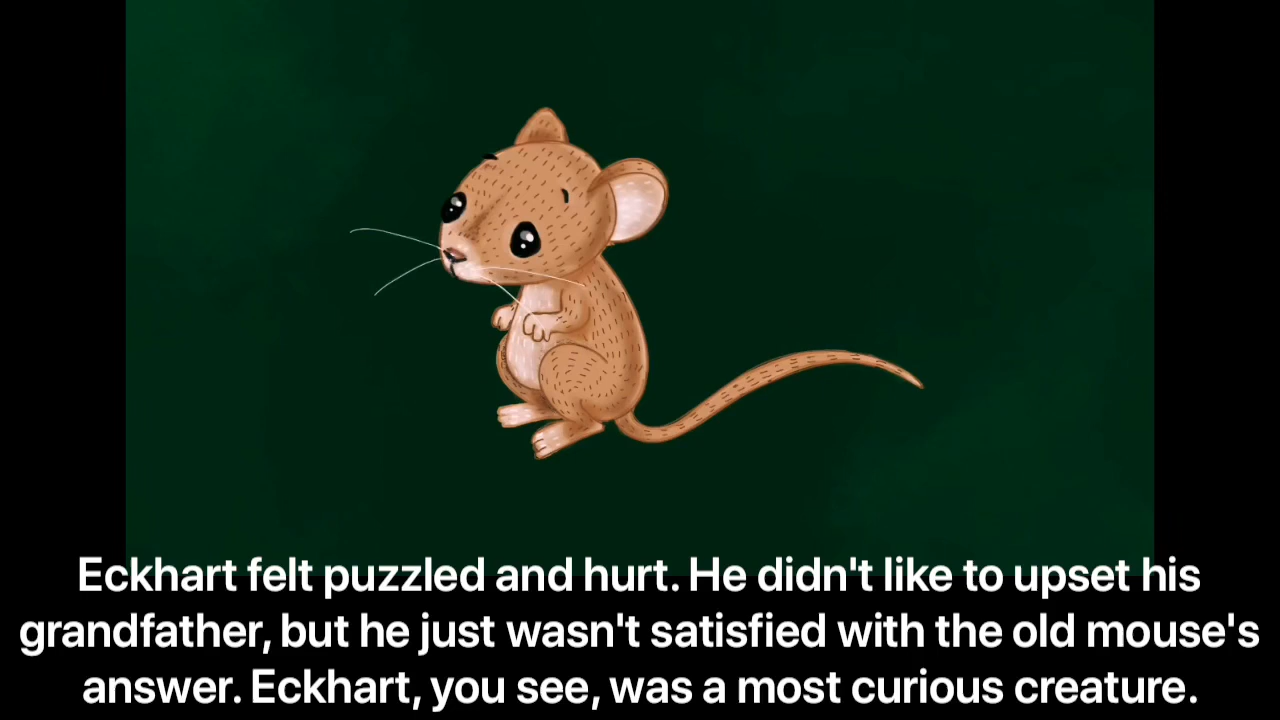 Eckhart felt puzzled and hurt. He didn't like to upset his
grandfather, but he just wasn't satisfied with the old mouse's
answer. Eckhart, you see, was a most curious creature.